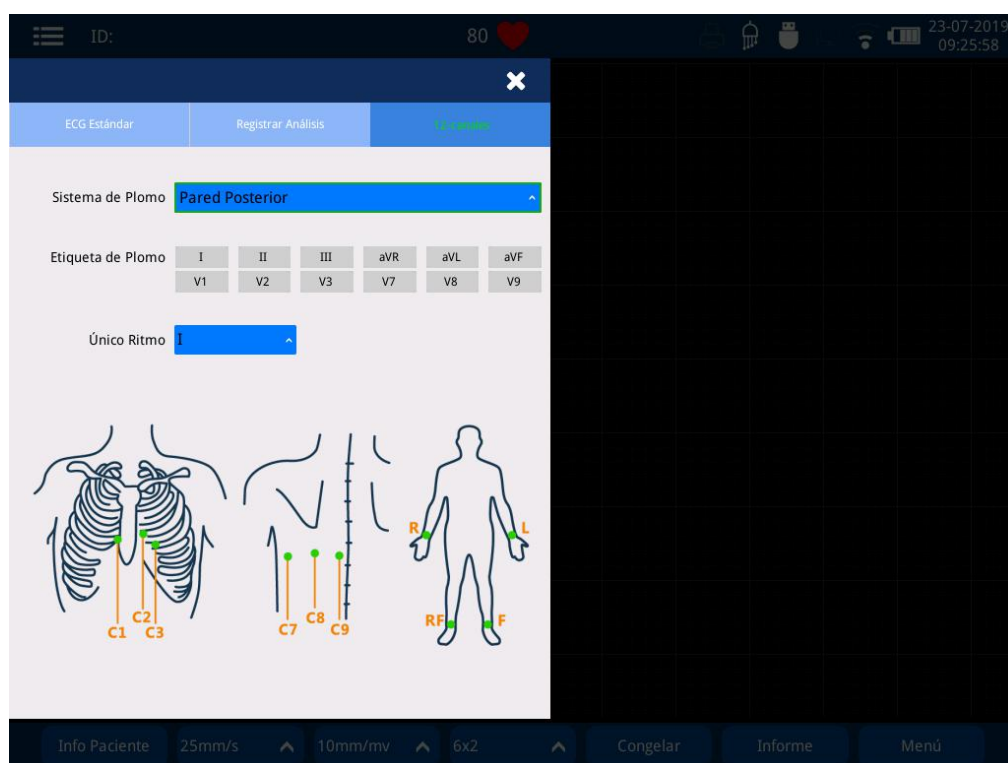 ID:
80
23-07-2019
09:25:58
ECG Estándar
Registrar Análisis
Sistema de Plomo
Pared Posterior
Etiqueta de Plomo
I II III aVR aVL aVF
V1 V2 V3 V7 V8 V9
Único Ritmo
I
R
L
C1
C2
C3
C7
C8
C9
RF
F
Info Paciente
25mm/s
10mm/mv
6x2
Congelar
Informe
Menú